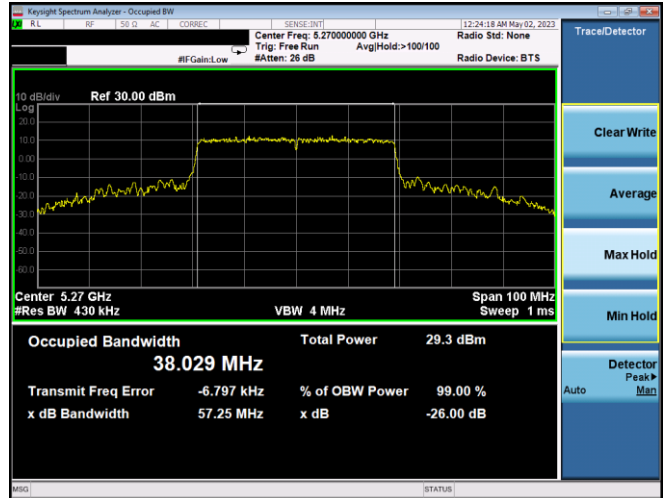 Keysight Spectrum Analyzer - Occupied BW
RL RF 50 Ω AC CORREC SENSE:INT 12:24:18 AM May 02, 2023
Center Freq: 5.270000000 GHz Radio Std: None
Trig: Free Run Avg|Hold:>100/100
#IFGain:Low #Atten: 26 dB Radio Device: BTS
10 dB/div Ref 30.00 dBm
Log
20.0
10.0
0.00
-10.0
-20.0
-30.0
-40.0
-50.0
-60.0
Center 5.27 GHz Span 100 MHz
#Res BW 430 kHz VBW 4 MHz Sweep 1 ms
Occupied Bandwidth Total Power 29.3 dBm
38.029 MHz
Transmit Freq Error -6.797 kHz % of OBW Power 99.00 %
x dB Bandwidth 57.25 MHz x dB -26.00 dB
MSG STATUS
Trace/Detector
Clear Write
Average
Max Hold
Min Hold
Detector
Peak▶
Auto Man